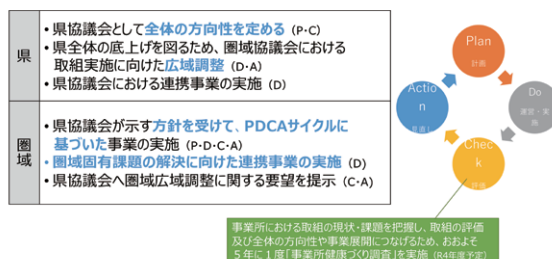 県
・県協議会として全体の方向性を定める (P・C)
・県全体の底上げを図るため、圏域協議会における
取組実施に向けた広域調整 (D・A)
・県協議会における連携事業の実施 (D)
圏域
・県協議会が示す方針を受けて、PDCAサイクルに
基づいた事業の実施 (P・D・C・A)
・圏域固有課題の解決に向けた連携事業の実施 (D)
・県協議会へ圏域広域調整に関する要望を提示 (C・A)
Plan
計画
Do
運営・実
施
Chec
k
評価
Actio
n
見直し
事業所における取組の現状・課題を把握し、取組の評価
及び全体の方向性や事業展開につなげるため、おおよそ
5年に1度「事業所健康づくり調査」を実施 (R4年度予定)